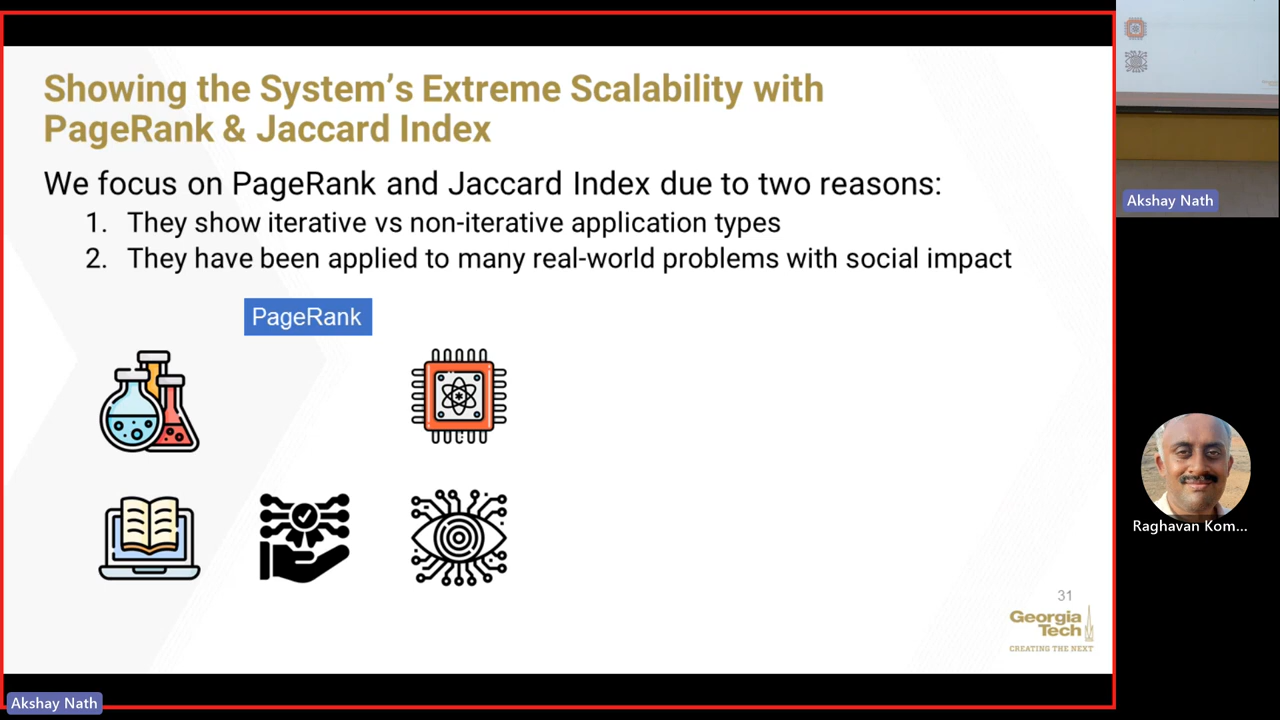 Showing the System's Extreme Scalability with
PageRank & Jaccard Index
We focus on PageRank and Jaccard Index due to two reasons:
1. They show iterative vs non-iterative application types
2. They have been applied to many real-world problems with social impact
PageRank
31
Georgia
Tech
CREATING THE NEXT
Akshay Nath
Akshay Nath
Raghavan Kom...